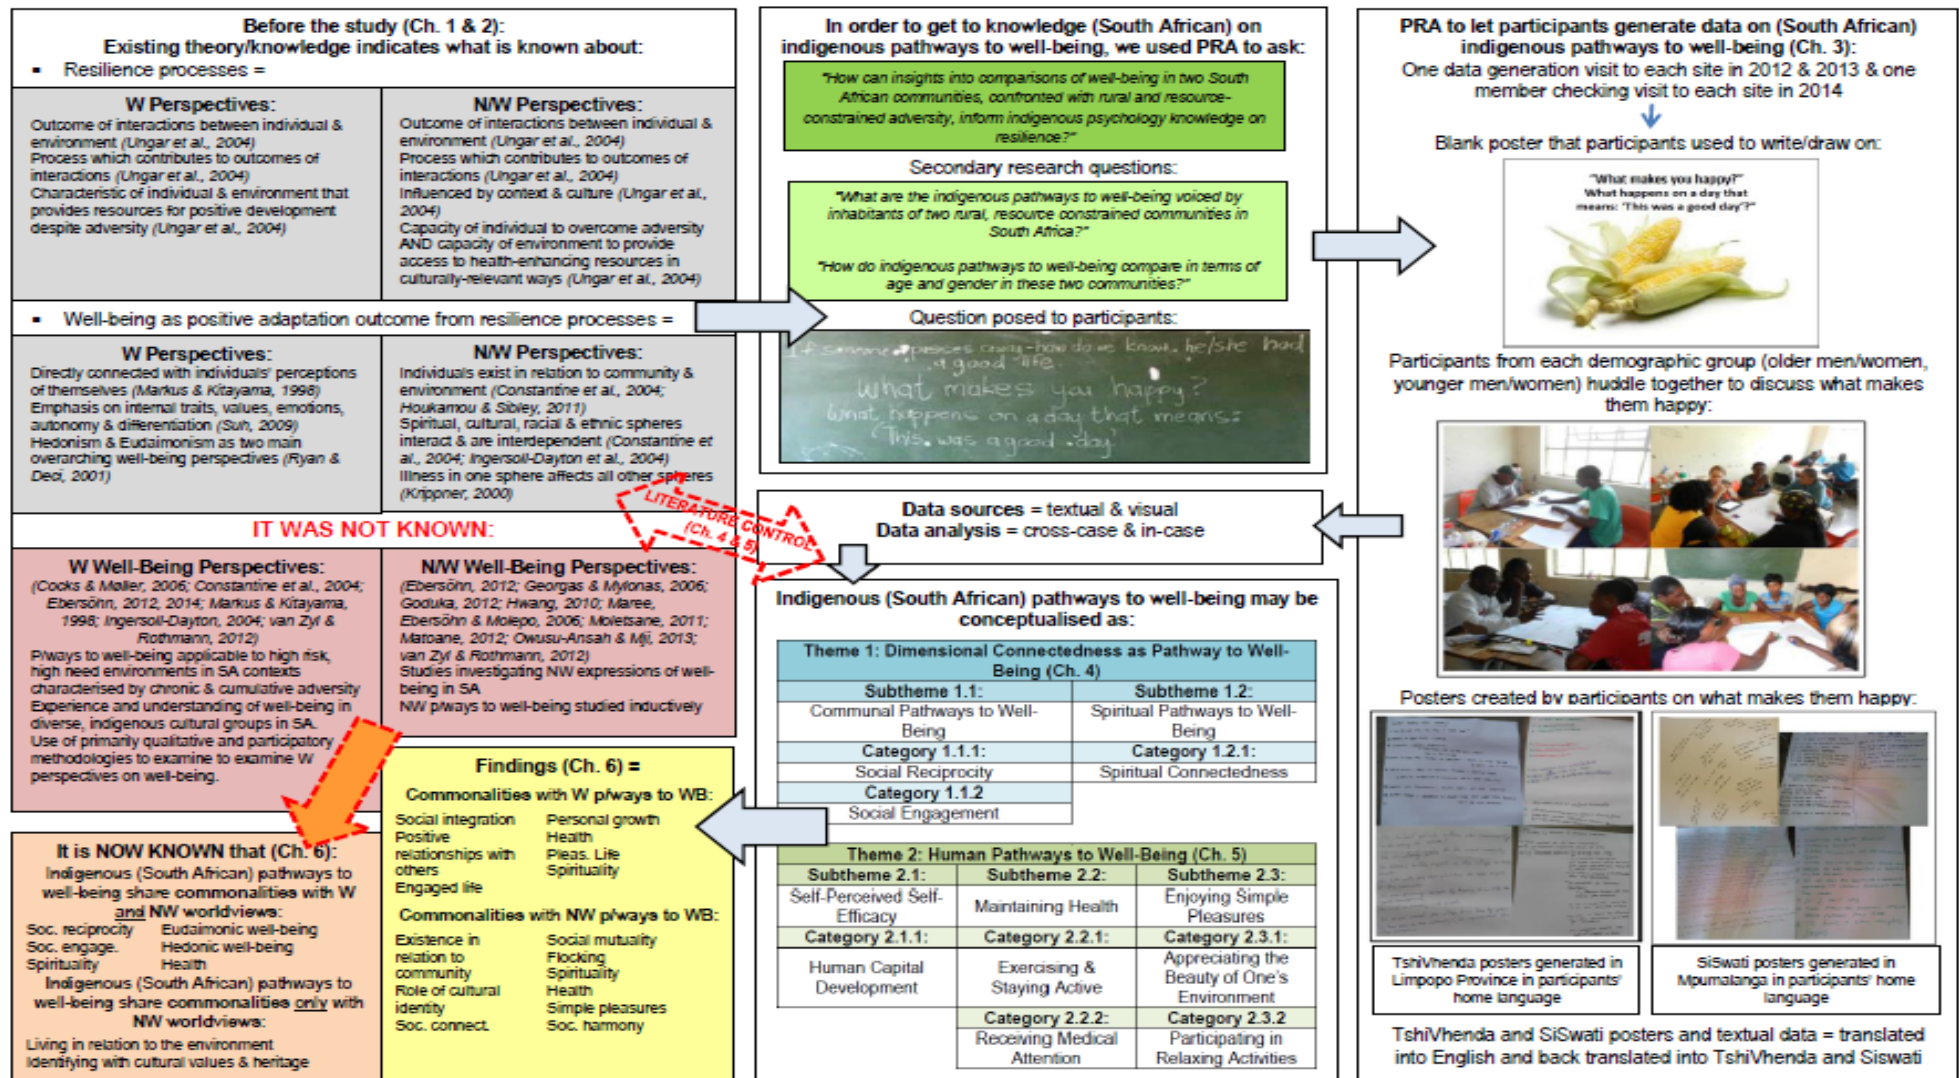 Before the study (Ch. 1 & 2):
Existing theory/knowledge indicates what is known about:
▪ Resilience processes =
W Perspectives:
Outcome of interactions between individual &
environment (Ungar et al., 2004)
Process which contributes to outcomes of
interactions (Ungar et al., 2004)
Characteristic of individual & environment that
provides resources for positive development
despite adversity (Ungar et al., 2004)
N/W Perspectives:
Outcome of interactions between individual &
environment (Ungar et al., 2004)
Process which contributes to outcomes of
interactions (Ungar et al., 2004)
Influenced by context & culture (Ungar et al.,
2004)
Capacity of individual to overcome adversity
AND capacity of environment to provide
access to health-enhancing resources in
culturally-relevant ways (Ungar et al., 2004)
▪ Well-being as positive adaptation outcome from resilience processes =
W Perspectives:
Directly connected with individuals' perceptions
of themselves (Markus & Kitayama, 1998)
Emphasis on internal traits, values, emotions,
autonomy & differentiation (Suh, 2009)
Hedonism & Eudaimonism as two main
overarching well-being perspectives (Ryan &
Deci, 2001)
N/W Perspectives:
Individuals exist in relation to community &
environment (Constantine et al., 2004;
Houkamou & Sibley, 2011)
Spiritual, cultural, racial & ethnic spheres
interact & are interdependent (Constantine et
al., 2004; Ingersoll-Dayton et al., 2004)
Illness in one sphere affects all other spheres
(Krippner, 2000)
LITERATURE CONTROL
(Ch. 4 & 5)
IT WAS NOT KNOWN:
W Well-Being Perspectives:
(Cocks & Møller, 2006; Constantine et al., 2004;
Ebersöhn, 2012, 2014; Markus & Kitayama,
1998; Ingersoll-Dayton, 2004; van Zyl &
Rothmann, 2012)
P/ways to well-being applicable to high risk,
high need environments in SA contexts
characterised by chronic & cumulative adversity
Experience and understanding of well-being in
diverse, indigenous cultural groups in SA.
Use of primarily qualitative and participatory
methodologies to examine to examine W
perspectives on well-being.
N/W Well-Being Perspectives:
(Ebersöhn, 2012; Georgas & Mylonas, 2006;
Goduka, 2012; Hwang, 2010; Maree,
Ebersöhn & Molepo, 2006; Moletsane, 2011;
Matoane, 2012; Owusu-Ansah & Mji, 2013;
van Zyl & Rothmann, 2012)
Studies investigating NW expressions of well-
being in SA
NW p/ways to well-being studied inductively
It is NOW KNOWN that (Ch. 6):
Indigenous (South African) pathways to
well-being share commonalities with W
and NW worldviews:
Soc. reciprocity Eudaimonic well-being
Soc. engage. Hedonic well-being
Spirituality Health
Indigenous (South African) pathways to
well-being share commonalities only with
NW worldviews:
Living in relation to the environment
Identifying with cultural values & heritage
Findings (Ch. 6) =
Commonalities with W p/ways to WB:
Social integration Personal growth
Positive Health
relationships with Pleas. Life
others Spirituality
Engaged life
Commonalities with NW p/ways to WB:
Existence in Social mutuality
relation to Flocking
community Spirituality
Role of cultural Health
identity Simple pleasures
Soc. connect. Soc. harmony
In order to get to knowledge (South African) on
indigenous pathways to well-being, we used PRA to ask:
"How can insights into comparisons of well-being in two South
African communities, confronted with rural and resource-
constrained adversity, inform indigenous psychology knowledge on
resilience?"
Secondary research questions:
"What are the indigenous pathways to well-being voiced by
inhabitants of two rural, resource constrained communities in
South Africa?"
"How do indigenous pathways to well-being compare in terms of
age and gender in these two communities?"
Question posed to participants:
If someone passes away-how do we know he/she had
a good life.
What makes you happy?
What happens on a day that means:
'This was a good day'
Data sources = textual & visual
Data analysis = cross-case & in-case
Indigenous (South African) pathways to well-being may be
conceptualised as:
Theme 1: Dimensional Connectedness as Pathway to Well-
Being (Ch. 4)
Subtheme 1.1: Subtheme 1.2:
Communal Pathways to Well- Spiritual Pathways to Well-
Being Being
Category 1.1.1: Category 1.2.1:
Social Reciprocity Spiritual Connectedness
Category 1.1.2
Social Engagement
Theme 2: Human Pathways to Well-Being (Ch. 5)
Subtheme 2.1: Subtheme 2.2: Subtheme 2.3:
Self-Perceived Self- Maintaining Health Enjoying Simple
Efficacy Pleasures
Category 2.1.1: Category 2.2.1: Category 2.3.1:
Human Capital Exercising & Appreciating the
Development Staying Active Beauty of One's
Environment
Category 2.2.2: Category 2.3.2
Receiving Medical Participating in
Attention Relaxing Activities
PRA to let participants generate data on (South African)
indigenous pathways to well-being (Ch. 3):
One data generation visit to each site in 2012 & 2013 & one
member checking visit to each site in 2014
Blank poster that participants used to write/draw on:
"What makes you happy?"
What happens on a day that
means: 'This was a good day'?"
Participants from each demographic group (older men/women,
younger men/women) huddle together to discuss what makes
them happy:
Posters created by participants on what makes them happy:
TshiVhenda posters generated in
Limpopo Province in participants'
home language
SiSwati posters generated in
Mpumalanga in participants' home
language
TshiVhenda and SiSwati posters and textual data = translated
into English and back translated into TshiVhenda and Siswati